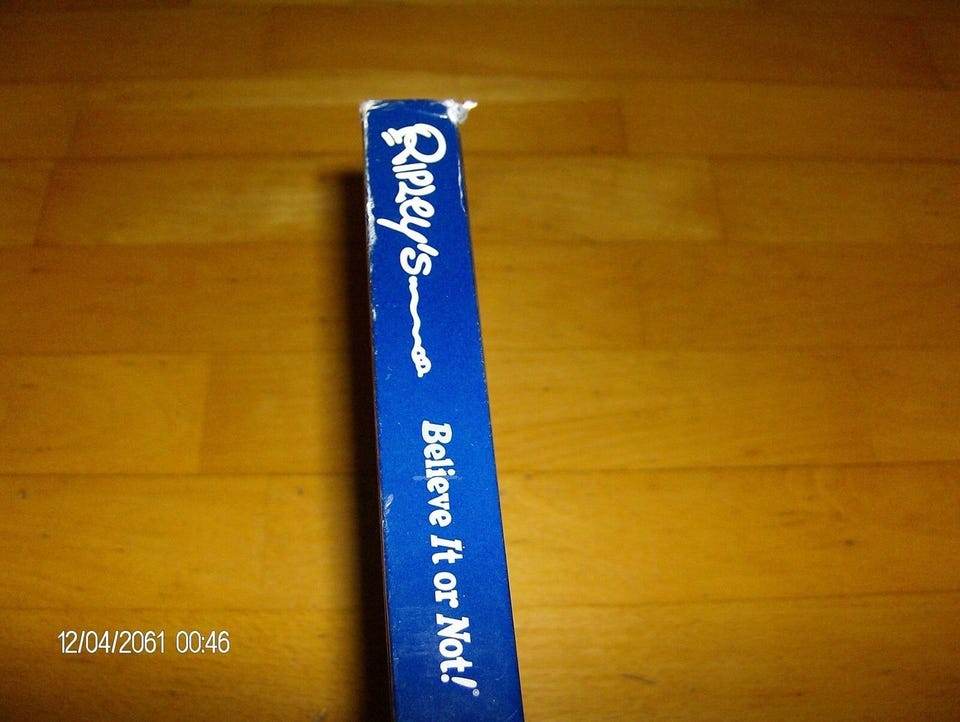 Ripley's
Believe It or Not!®
12/04/2061 00:46